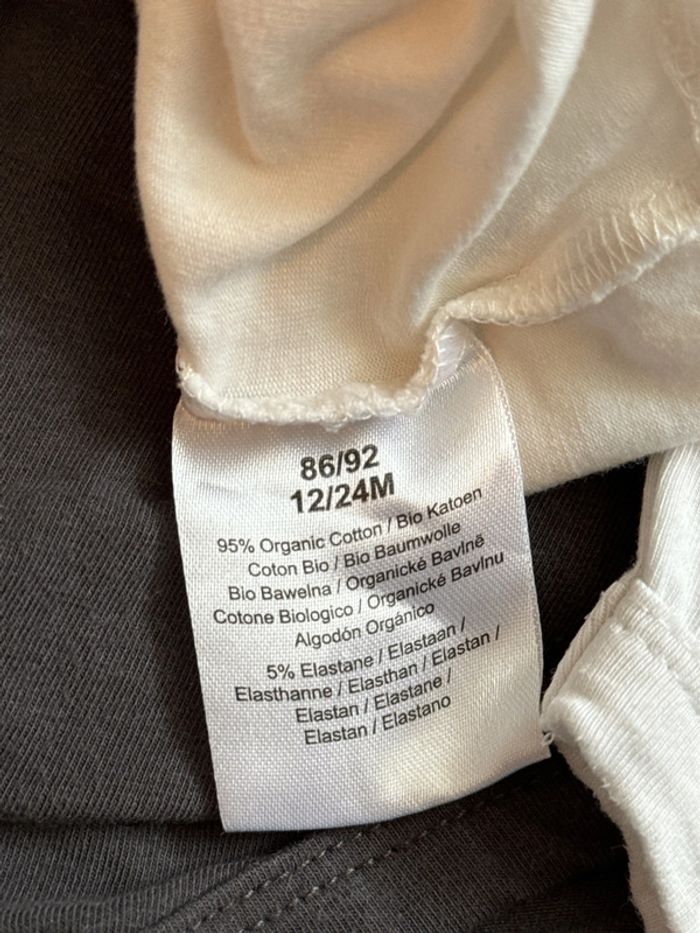 86/92
12/24M
95% Organic Cotton / Bio Katoen
Coton Bio / Bio Baumwolle
Bio Bawelna / Organické Bavlně
Cotone Biologico / Organické Bavlnu
Algodón Orgánico
5% Elastane / Elastaan /
Elasthanne / Elasthan / Elastan /
Elastan / Elastane /
Elastan / Elastano